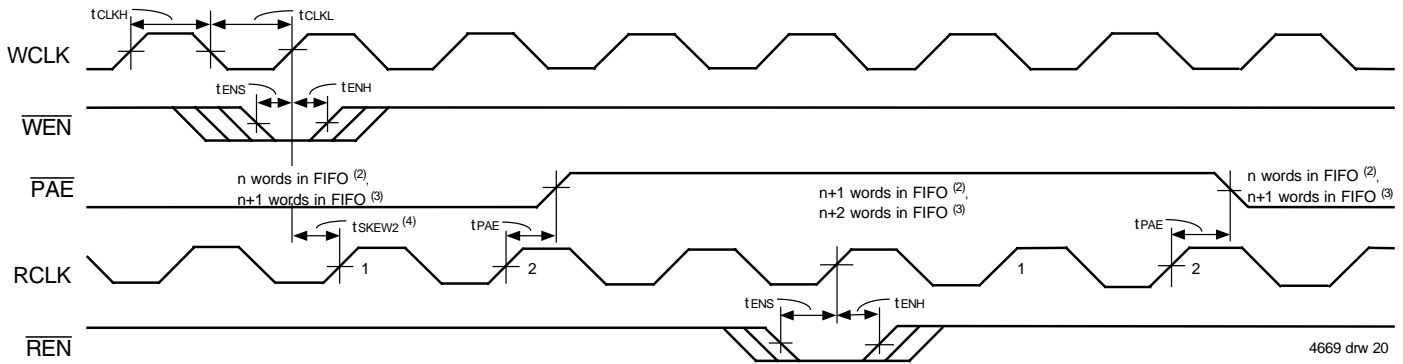 tCLKH
tCLKL
WCLK
tENS
tENH
WEN
PAE
n words in FIFO (2),
n+1 words in FIFO (3)
n+1 words in FIFO (2),
n+2 words in FIFO (3)
n words in FIFO (2),
n+1 words in FIFO (3)
tSKEW2 (4)
tPAE
tPAE
RCLK
1
2
1
2
tENS
tENH
REN
4669 drw 20